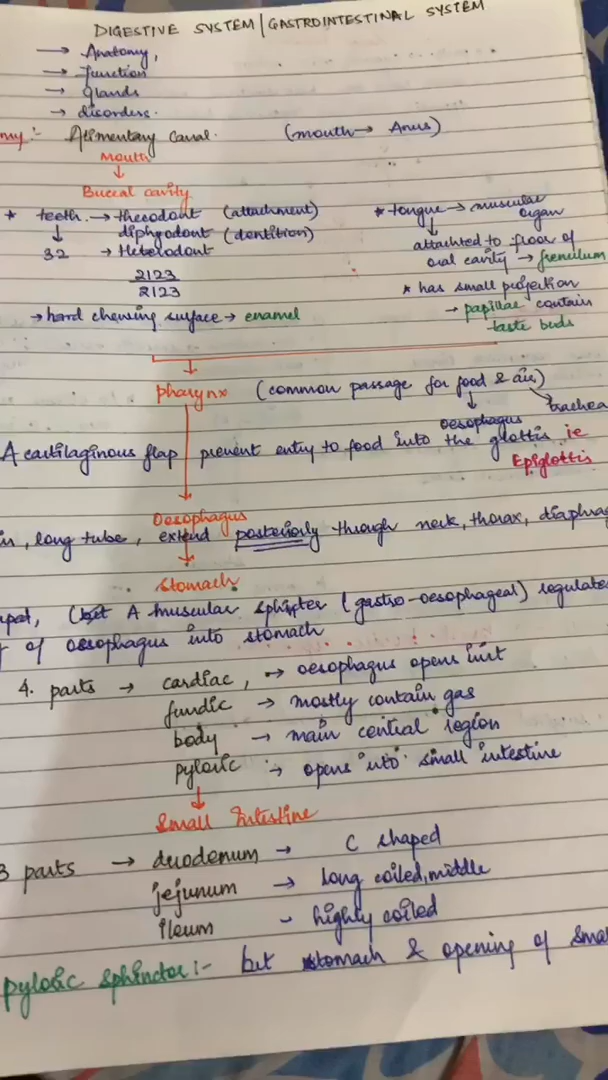 DIGESTIVE SYSTEM | GASTROINTESTINAL SYSTEM
→ Anatomy,
→ function
→ glands
→ disorders.
my:- Alimentary canal. (mouth → Anus)
Mouth
↓
Buccal cavity
* teeth. → thecodont (attachment)
diphyodont (dentition)
↓
32 → Heterodont
2123
2123
→ hard chewing surface → enamel
* tongue → muscular organ
↓
attachted to floor of
oral cavity → frenulum
* has small projection
→ papillae contain
taste buds
↓
pharynx (common passage for food & air)
oesophagus
trachea
A cartilaginous flap prevent entry to food into the glottis ie
Epiglottis
Oesophagus
, long tube, extend posteriorly through neck, thorax, diaphra
↓
Stomach
A muscular sphincter (gastro-oesophageal) regulates
of oesophagus into stomach
4. parts → cardiac, → oesophagus opens
fundic → mostly contain gas
body → main central region
pyloric → opens into small intestine
↓
Small Intestine
3 parts → duodenum → C shaped
jejunum → long coiled, middle
ileum - highly coiled
pyloric sphinctor:- bet stomach & opening of smal